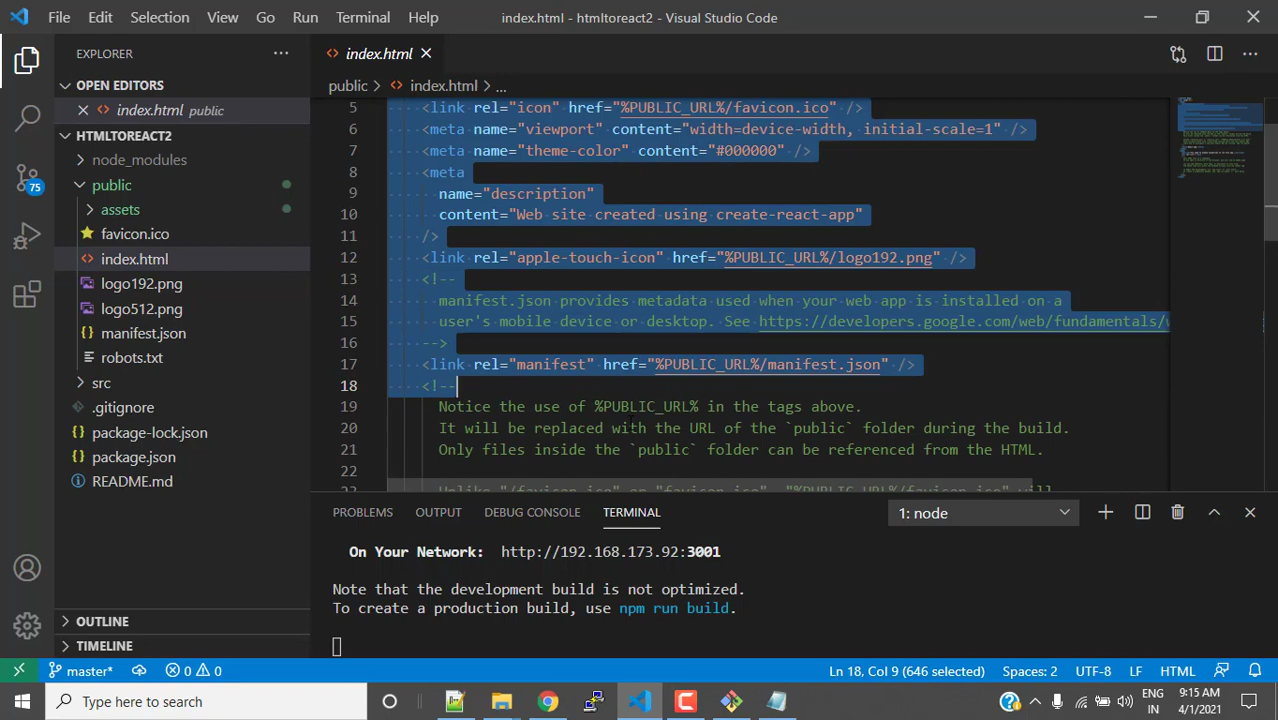 File Edit Selection View Go Run Terminal Help
index.html - htmltoreact2 - Visual Studio Code
EXPLORER
OPEN EDITORS
index.html public
HTMLTOREACT2
node_modules
public
assets
favicon.ico
index.html
logo192.png
logo512.png
manifest.json
robots.txt
src
.gitignore
package-lock.json
package.json
README.md
OUTLINE
TIMELINE
75
index.html
public > index.html > ...
5 <link rel="icon" href="%PUBLIC_URL%/favicon.ico" />
6 <meta name="viewport" content="width=device-width, initial-scale=1" />
7 <meta name="theme-color" content="#000000" />
8 <meta
9 name="description"
10 content="Web site created using create-react-app"
11 />
12 <link rel="apple-touch-icon" href="%PUBLIC_URL%/logo192.png" />
13 <!--
14 manifest.json provides metadata used when your web app is installed on a
15 user's mobile device or desktop. See https://developers.google.com/web/fundamentals/
16 -->
17 <link rel="manifest" href="%PUBLIC_URL%/manifest.json" />
18 <!--
19 Notice the use of %PUBLIC_URL% in the tags above.
20 It will be replaced with the URL of the `public` folder during the build.
21 Only files inside the `public` folder can be referenced from the HTML.
22
23 Unlike "/favicon.ico" or "favicon.ico", "%PUBLIC_URL%/favicon.ico" will
PROBLEMS OUTPUT DEBUG CONSOLE TERMINAL
1: node
On Your Network: http://192.168.173.92:3001
Note that the development build is not optimized.
To create a production build, use npm run build.
master* 0 0
Ln 18, Col 9 (646 selected) Spaces: 2 UTF-8 LF HTML
Type here to search
ENG
IN
9:15 AM
4/1/2021